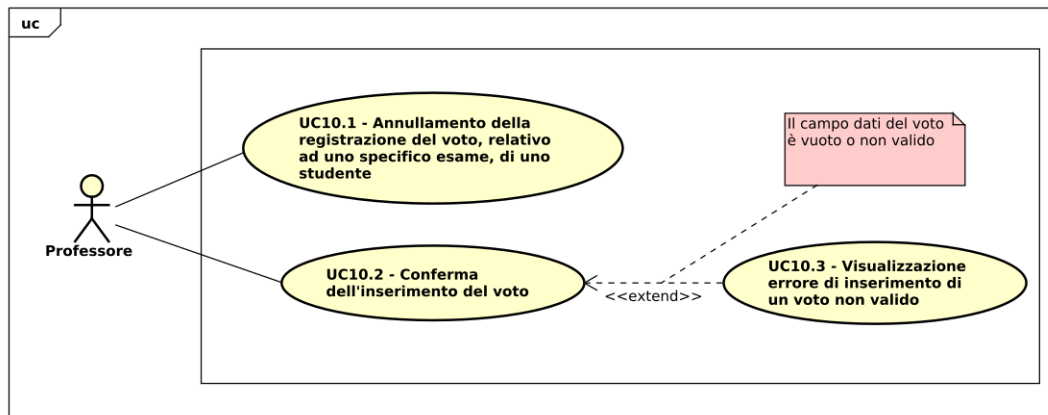 uc
UC10.1 - Annullamento della
registrazione del voto, relativo
ad uno specifico esame, di uno
studente
Il campo dati del voto
è vuoto o non valido
Professore
UC10.2 - Conferma
dell'inserimento del voto
<<extend>>
UC10.3 - Visualizzazione
errore di inserimento di
un voto non valido